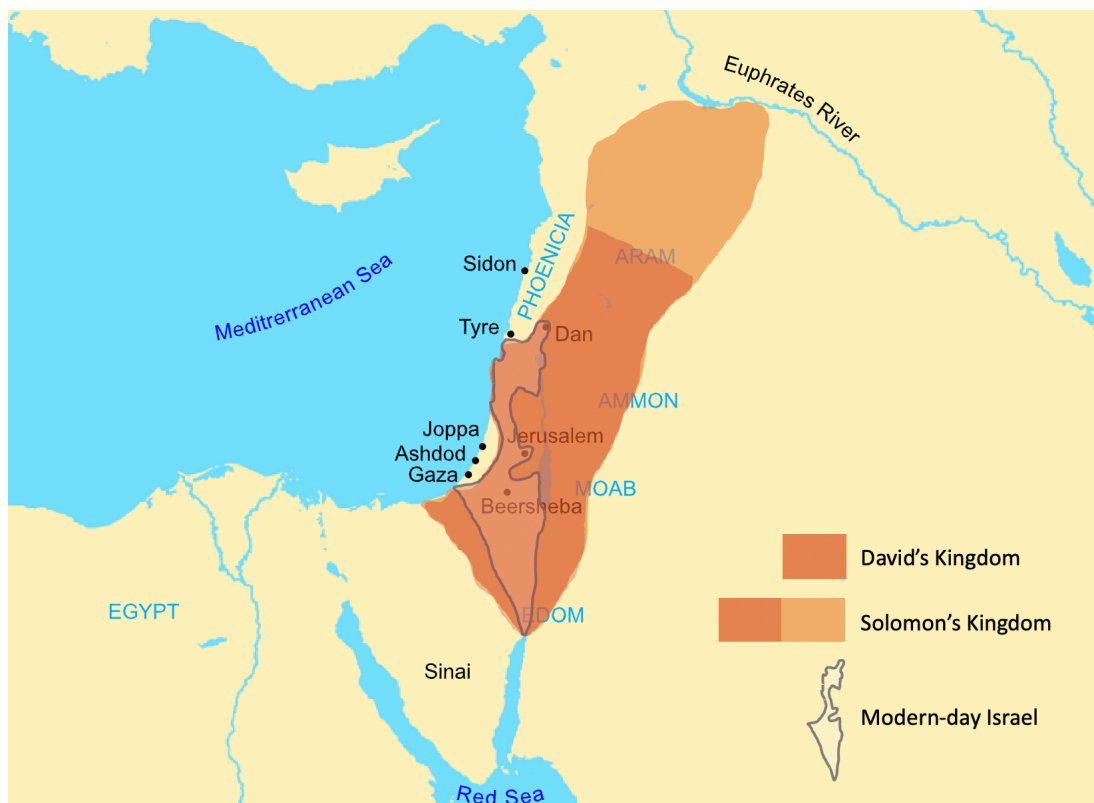 Euphrates River
PHOENICIA
ARAM
Sidon
Meditrerranean Sea
Tyre
Dan
AMMON
Joppa
Jerusalem
Ashdod
Gaza
MOAB
Beersheba
David's Kingdom
EGYPT
EDOM
Solomon's Kingdom
Sinai
Modern-day Israel
Red Sea